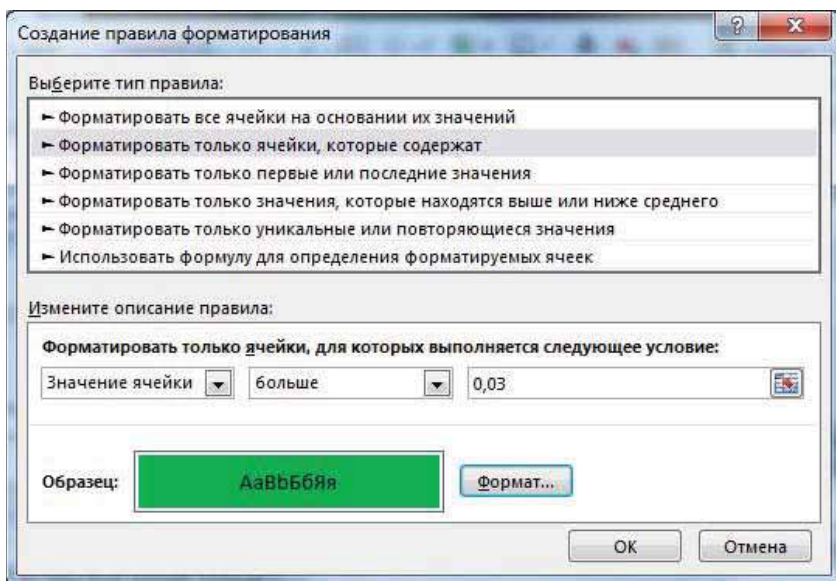 Создание правила форматирования
Выберите тип правила:
► Форматировать все ячейки на основании их значений
► Форматировать только ячейки, которые содержат
► Форматировать только первые или последние значения
► Форматировать только значения, которые находятся выше или ниже среднего
► Форматировать только уникальные или повторяющиеся значения
► Использовать формулу для определения форматируемых ячеек
Измените описание правила:
Форматировать только ячейки, для которых выполняется следующее условие:
Значение ячейки больше 0,03
Образец: АаВbБбЯя Формат...
ОК Отмена